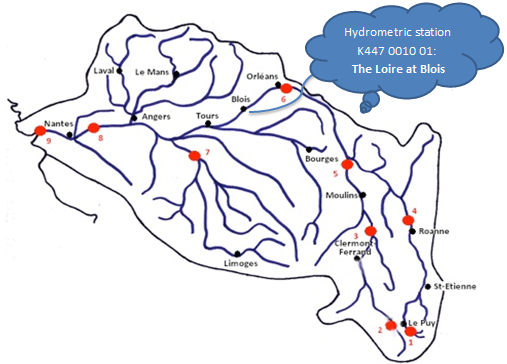 Hydrometric station
K447 0010 01:
The Loire at Blois
Laval
Le Mans
Orléans
6
Blois
Nantes
9
8
Angers
Tours
7
Bourges
5
Moulins
4
Roanne
3
Clermont-
Ferrand
Limoges
St-Etienne
2
Le Puy
1